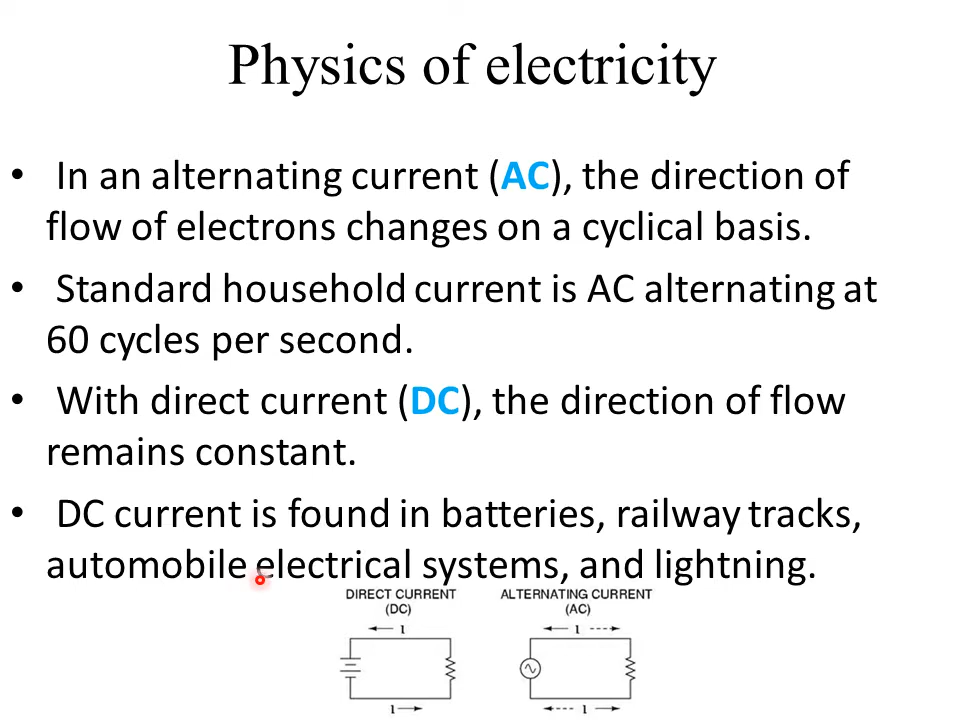 Physics of electricity
• In an alternating current (AC), the direction of
flow of electrons changes on a cyclical basis.
• Standard household current is AC alternating at
60 cycles per second.
• With direct current (DC), the direction of flow
remains constant.
• DC current is found in batteries, railway tracks,
automobile electrical systems, and lightning.
DIRECT CURRENT
(DC)
I
I
ALTERNATING CURRENT
(AC)
I
I